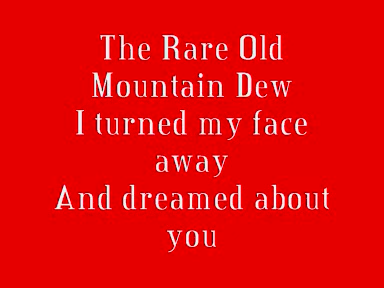 The Rare Old
Mountain Dew
I turned my face
away
And dreamed about
you